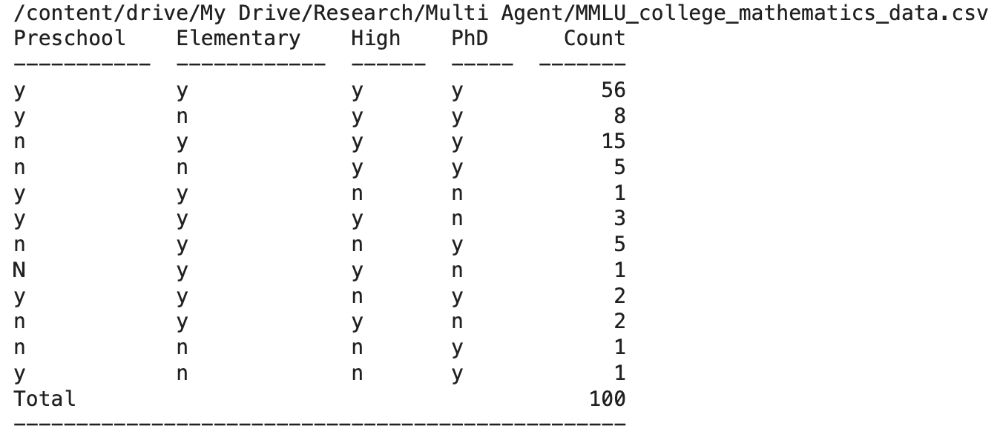 /content/drive/My Drive/Research/Multi Agent/MMLU_college_mathematics_data.csv
Preschool    Elementary    High    PhD      Count
-----------  ------------  ------  -----  -------
y            y             y       y           56
y            n             y       y            8
n            y             y       y           15
n            n             y       y            5
y            y             n       n            1
y            y             y       n            3
n            y             n       y            5
N            y             y       n            1
y            y             n       y            2
n            y             y       n            2
n            n             n       y            1
y            n             n       y            1
Total                                         100
-------------------------------------------------